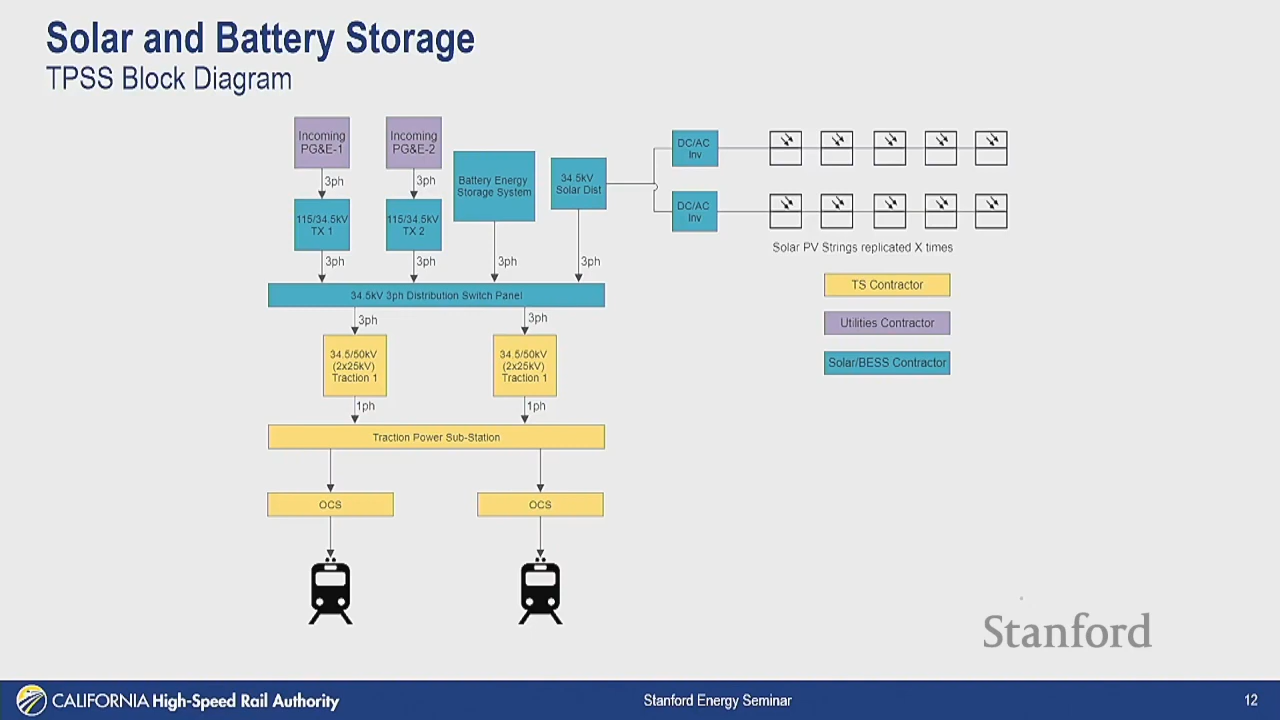 Solar and Battery Storage
TPSS Block Diagram
Incoming
PG&E-1
Incoming
PG&E-2
3ph
3ph
115/34.5kV
TX 1
115/34.5kV
TX 2
Battery Energy
Storage System
34.5kV
Solar Dist
DC/AC
Inv
DC/AC
Inv
Solar PV Strings replicated X times
3ph
3ph
3ph
3ph
34.5kV 3ph Distribution Switch Panel
3ph
3ph
34.5/50kV
(2x25kV)
Traction 1
34.5/50kV
(2x25kV)
Traction 1
1ph
1ph
Traction Power Sub-Station
OCS
OCS
TS Contractor
Utilities Contractor
Solar/BESS Contractor
Stanford
CALIFORNIA High-Speed Rail Authority
Stanford Energy Seminar
12